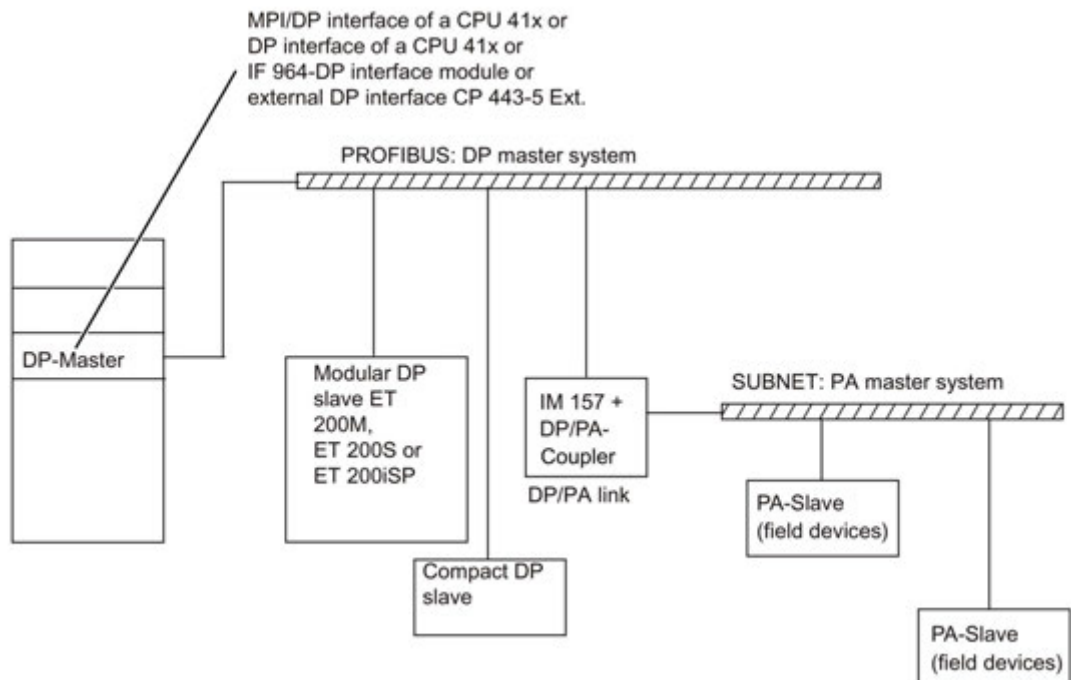 MPI/DP interface of a CPU 41x or
DP interface of a CPU 41x or
IF 964-DP interface module or
external DP interface CP 443-5 Ext.
PROFIBUS: DP master system
DP-Master
Modular DP
slave ET
200M,
ET 200S or
ET 200iSP
Compact DP
slave
IM 157 +
DP/PA-
Coupler
DP/PA link
SUBNET: PA master system
PA-Slave
(field devices)
PA-Slave
(field devices)